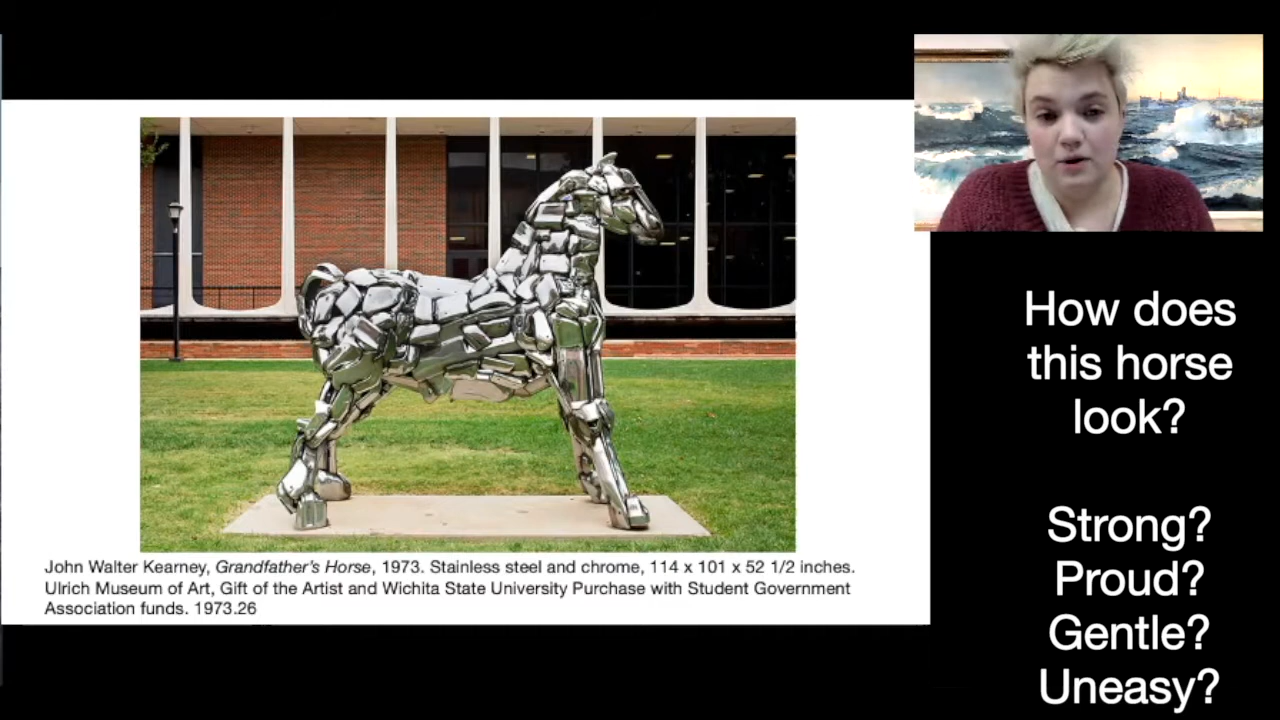 John Walter Kearney, Grandfather's Horse, 1973. Stainless steel and chrome, 114 x 101 x 52 1/2 inches.
Ulrich Museum of Art, Gift of the Artist and Wichita State University Purchase with Student Government
Association funds. 1973.26
How does
this horse
look?
Strong?
Proud?
Gentle?
Uneasy?